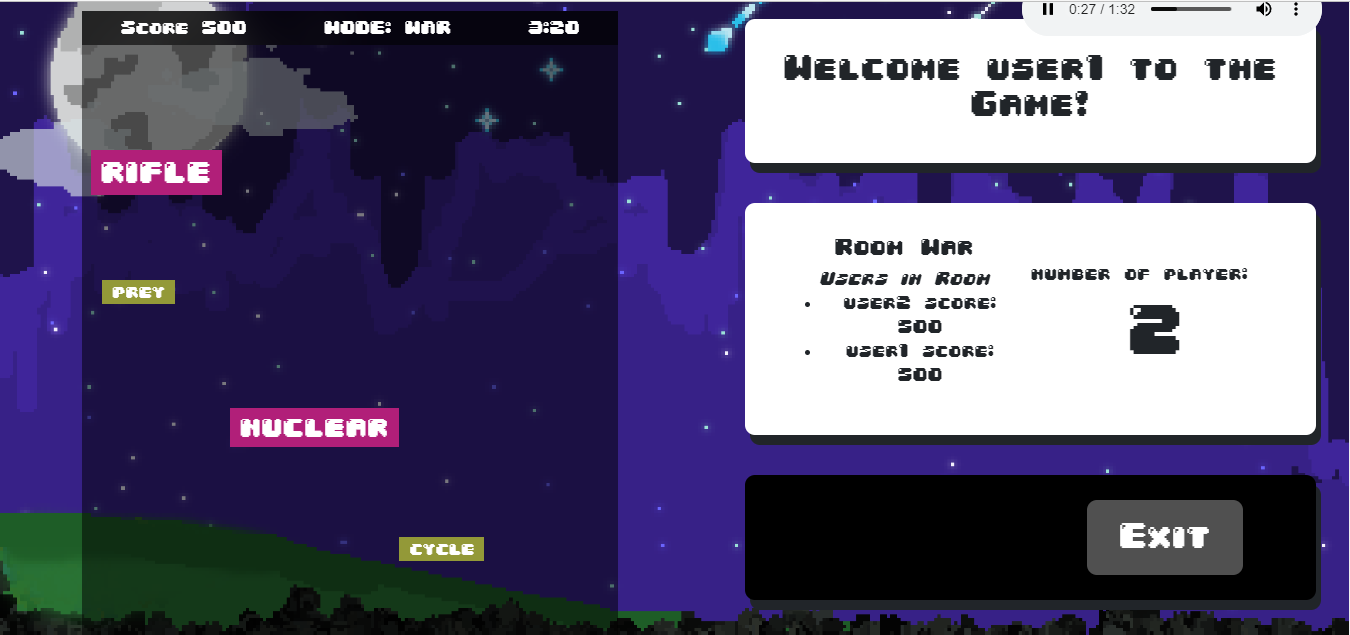 Score 500 MODE: WAR 3:20
RIFLE
PREY
NUCLEAR
CYCLE
0:27 / 1:32
Welcome user1 to the
Game!
Room War
Users in Room
user2 score:
500
user1 score:
500
number of player:
2
Exit